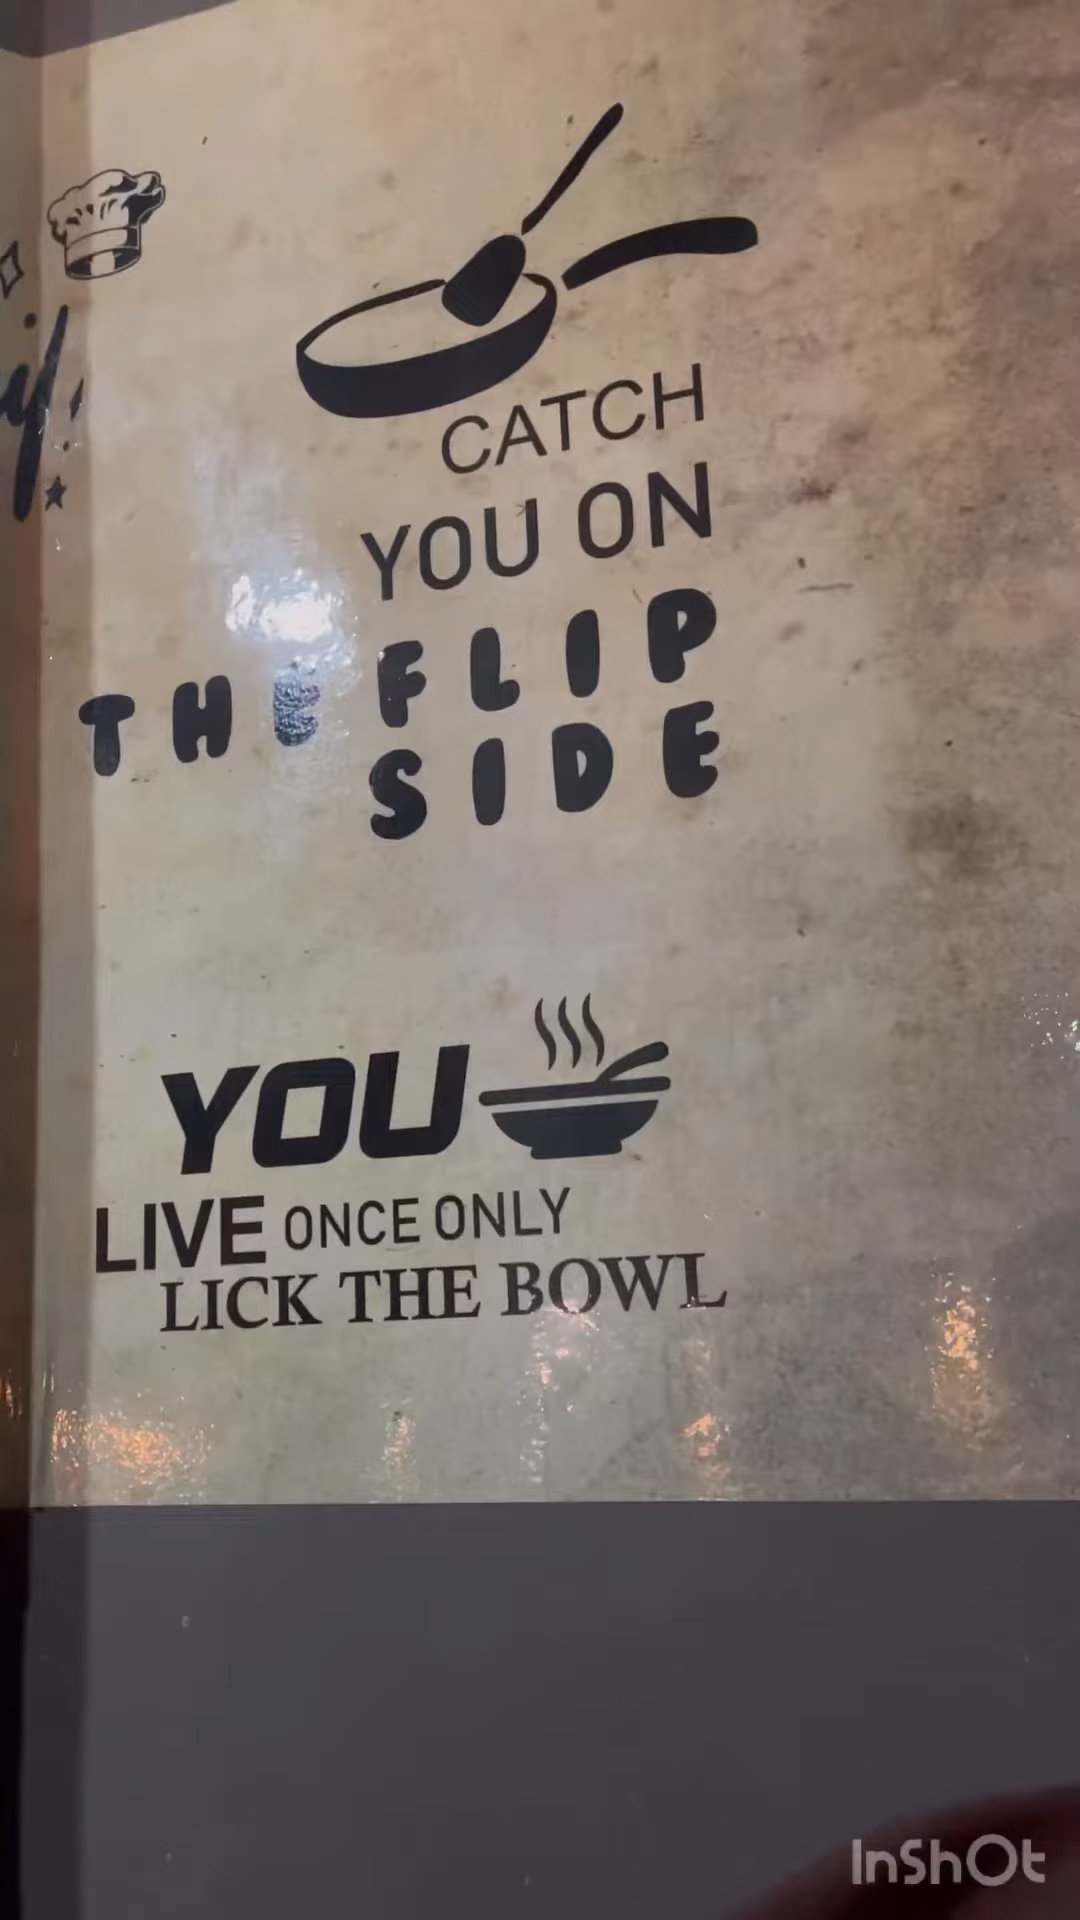 CATCH
YOU ON
THE FLIP
SIDE
YOU
LIVE ONCE ONLY
LICK THE BOWL
InShOt